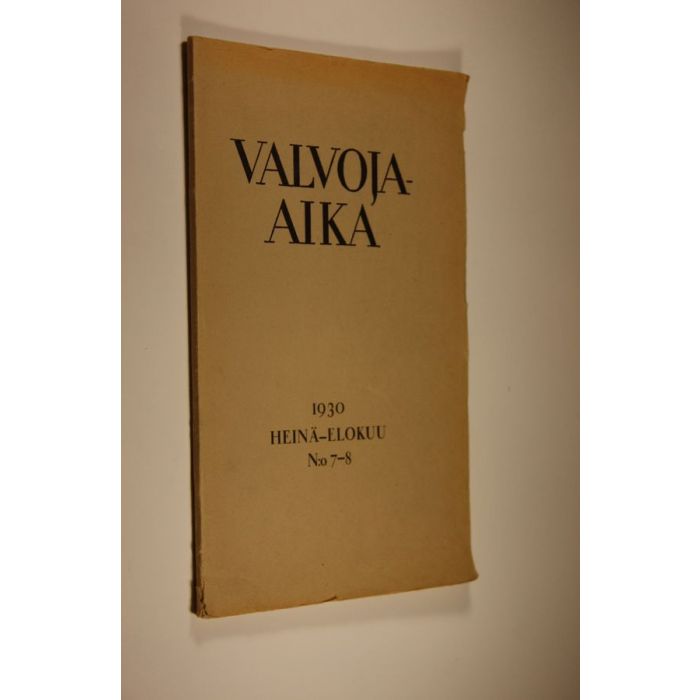 VALVOJA-
AIKA
1930
HEINÄ–ELOKUU
N:o 7–8